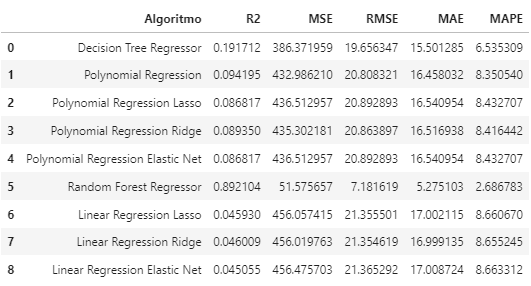 Algoritmo R2 MSE RMSE MAE MAPE
0 Decision Tree Regressor 0.191712 386.371959 19.656347 15.501285 6.535309
1 Polynomial Regression 0.094195 432.986210 20.808321 16.458032 8.350540
2 Polynomial Regression Lasso 0.086817 436.512957 20.892893 16.540954 8.432707
3 Polynomial Regression Ridge 0.089350 435.302181 20.863897 16.516938 8.416442
4 Polynomial Regression Elastic Net 0.086817 436.512957 20.892893 16.540954 8.432707
5 Random Forest Regressor 0.892104 51.575657 7.181619 5.275103 2.686783
6 Linear Regression Lasso 0.045930 456.057415 21.355501 17.002115 8.660670
7 Linear Regression Ridge 0.046009 456.019763 21.354619 16.999135 8.655245
8 Linear Regression Elastic Net 0.045055 456.475703 21.365292 17.008724 8.663312